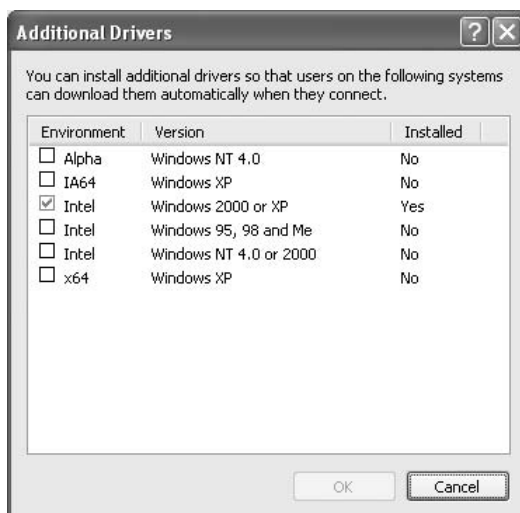 Additional Drivers
You can install additional drivers so that users on the following systems
can download them automatically when they connect.
Environment Version Installed
Alpha Windows NT 4.0 No
IA64 Windows XP No
Intel Windows 2000 or XP Yes
Intel Windows 95, 98 and Me No
Intel Windows NT 4.0 or 2000 No
x64 Windows XP No
OK Cancel